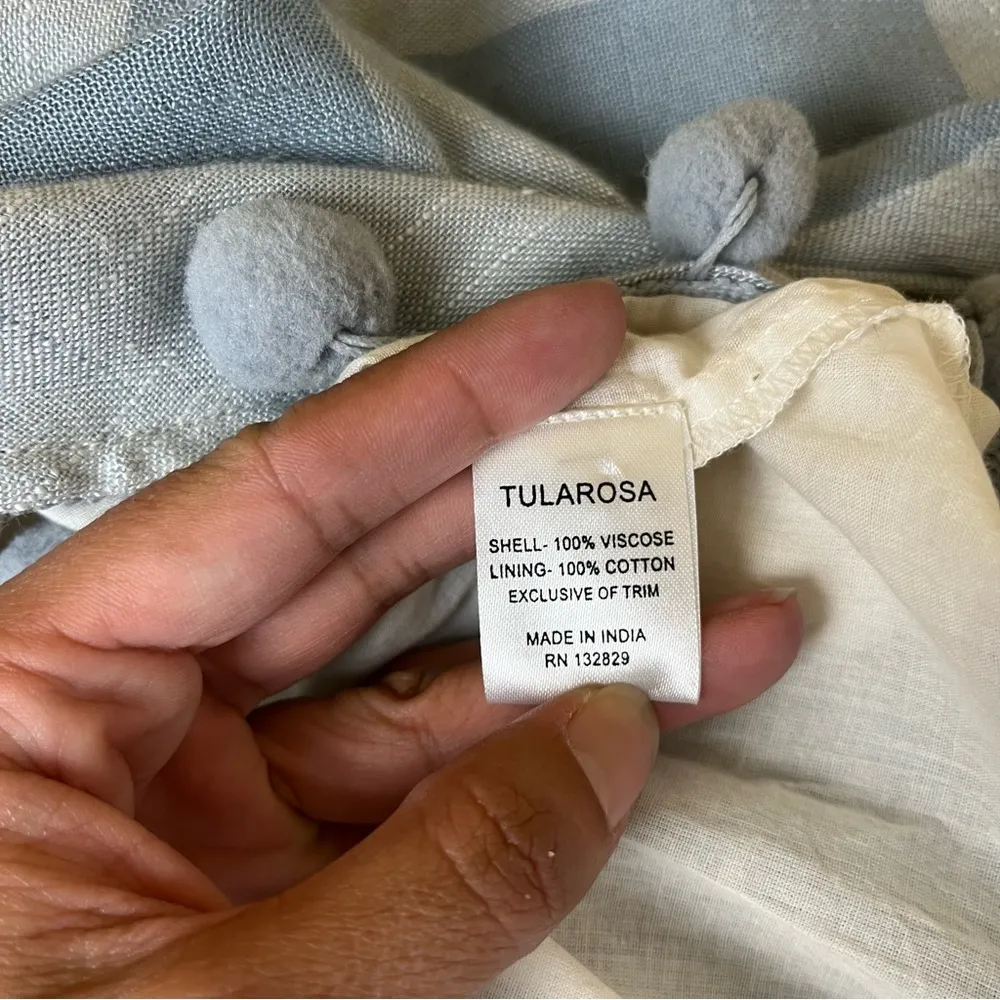 TULAROSA
SHELL- 100% VISCOSE
LINING- 100% COTTON
EXCLUSIVE OF TRIM
MADE IN INDIA
RN 132829